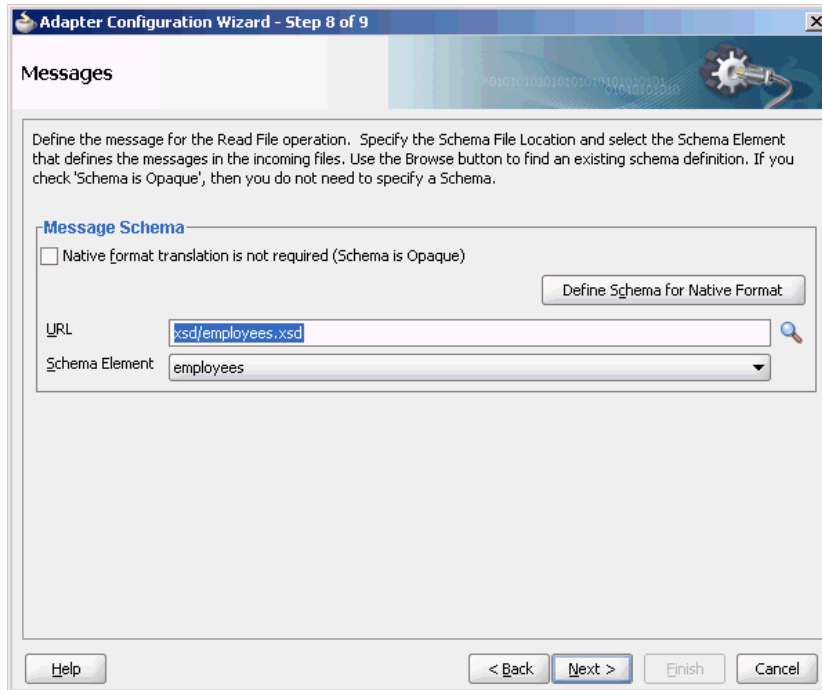 Adapter Configuration Wizard - Step 8 of 9
Messages
Define the message for the Read File operation.  Specify the Schema File Location and select the Schema Element
that defines the messages in the incoming files. Use the Browse button to find an existing schema definition. If you
check 'Schema is Opaque', then you do not need to specify a Schema.
Message Schema
Native format translation is not required (Schema is Opaque)
Define Schema for Native Format
URL
xsd/employees.xsd
Schema Element
employees
Help
< Back
Next >
Finish
Cancel